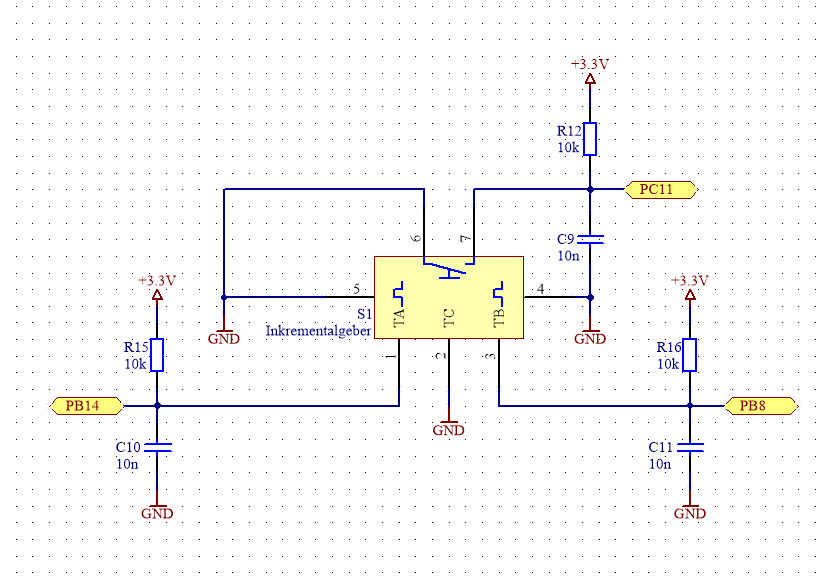 +3.3V
R12
10k
PC11
6
7
C9
10n
5
4
S1
Inkrementalgeber
TA
TC
TB
GND
GND
+3.3V
+3.3V
R15
10k
R16
10k
1
2
3
PB14
PB8
GND
C10
10n
C11
10n
GND
GND